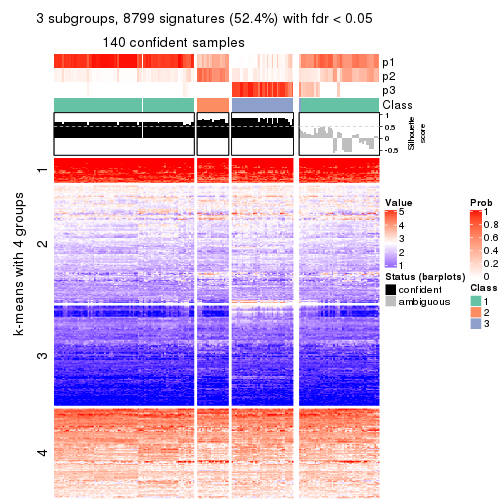 3 subgroups, 8799 signatures (52.4%) with fdr < 0.05
140 confident samples
p1
p2
p3
Class
1
0.5
0
-0.5
Silhouette
score
k-means with 4 groups
1
2
3
4
Value
5
4
3
2
1
Status (barplots)
confident
ambiguous
Prob
1
0.8
0.6
0.4
0.2
0
Class
1
2
3